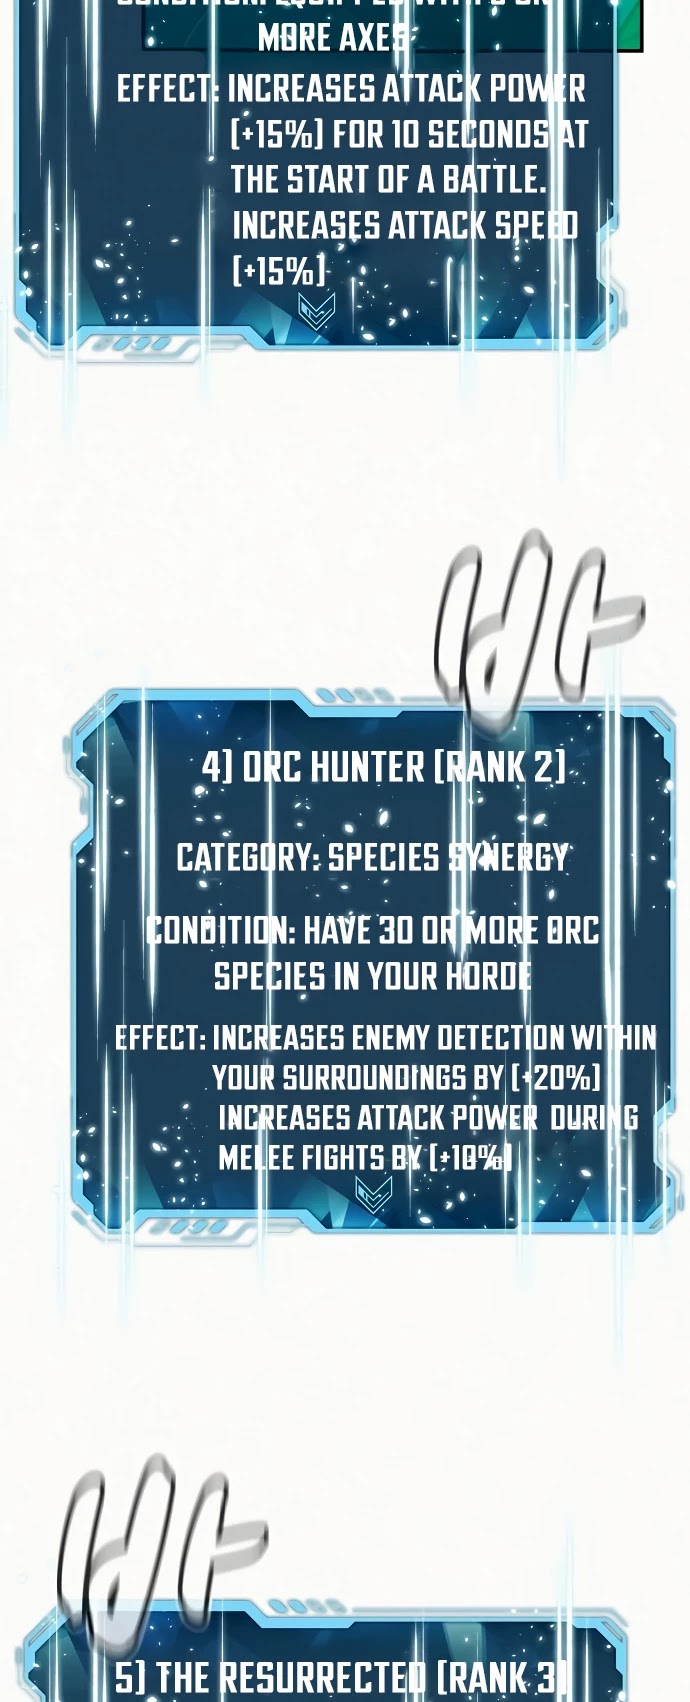 MORE AXES
EFFECT: INCREASES ATTACK POWER
[+15%] FOR 10 SECONDS AT
THE START OF A BATTLE.
INCREASES ATTACK SPEED
[+15%]
4] ORC HUNTER [RANK 2]
CATEGORY: SPECIES SYNERGY
CONDITION: HAVE 30 OR MORE ORC
SPECIES IN YOUR HORDE
EFFECT: INCREASES ENEMY DETECTION WITHIN
YOUR SURROUNDINGS BY [+20%]
INCREASES ATTACK POWER DURING
MELEE FIGHTS BY [+10%]
5] THE RESURRECTED [RANK 3]